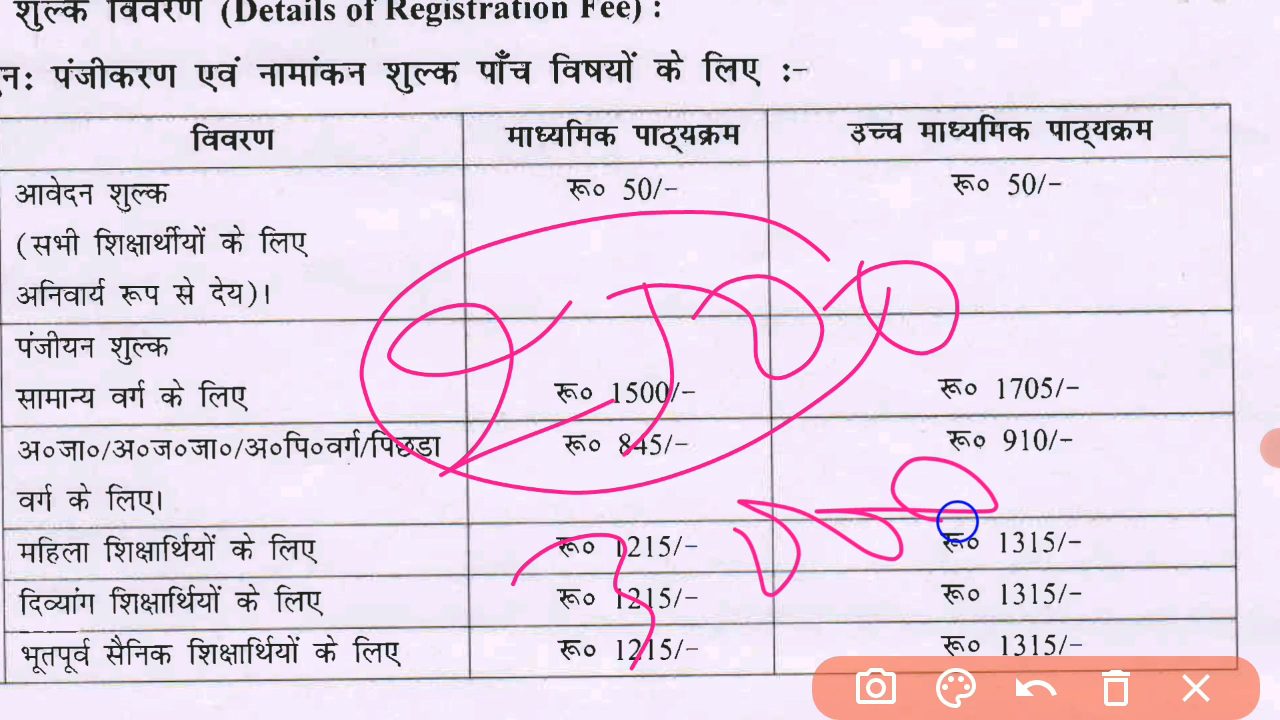 शुल्क विवरण (Details of Registration Fee) :
पंजीकरण एवं नामांकन शुल्क पाँच विषयों के लिए :-
विवरण माध्यमिक पाठ्यक्रम उच्च माध्यमिक पाठ्यक्रम
आवेदन शुल्क रू० 50/- रू० 50/-
(सभी शिक्षार्थीयों के लिए
अनिवार्य रूप से देय)।
पंजीयन शुल्क
सामान्य वर्ग के लिए रू० 1500/- रू० 1705/-
अ०जा०/अ०ज०जा०/अ०पि०वर्ग/पिछडा रू० 845/- रू० 910/-
वर्ग के लिए।
महिला शिक्षार्थियों के लिए रू० 1215/- रू० 1315/-
दिव्यांग शिक्षार्थियों के लिए रू० 1215/- रू० 1315/-
भूतपूर्व सैनिक शिक्षार्थियों के लिए रू० 1215/- रू० 1315/-